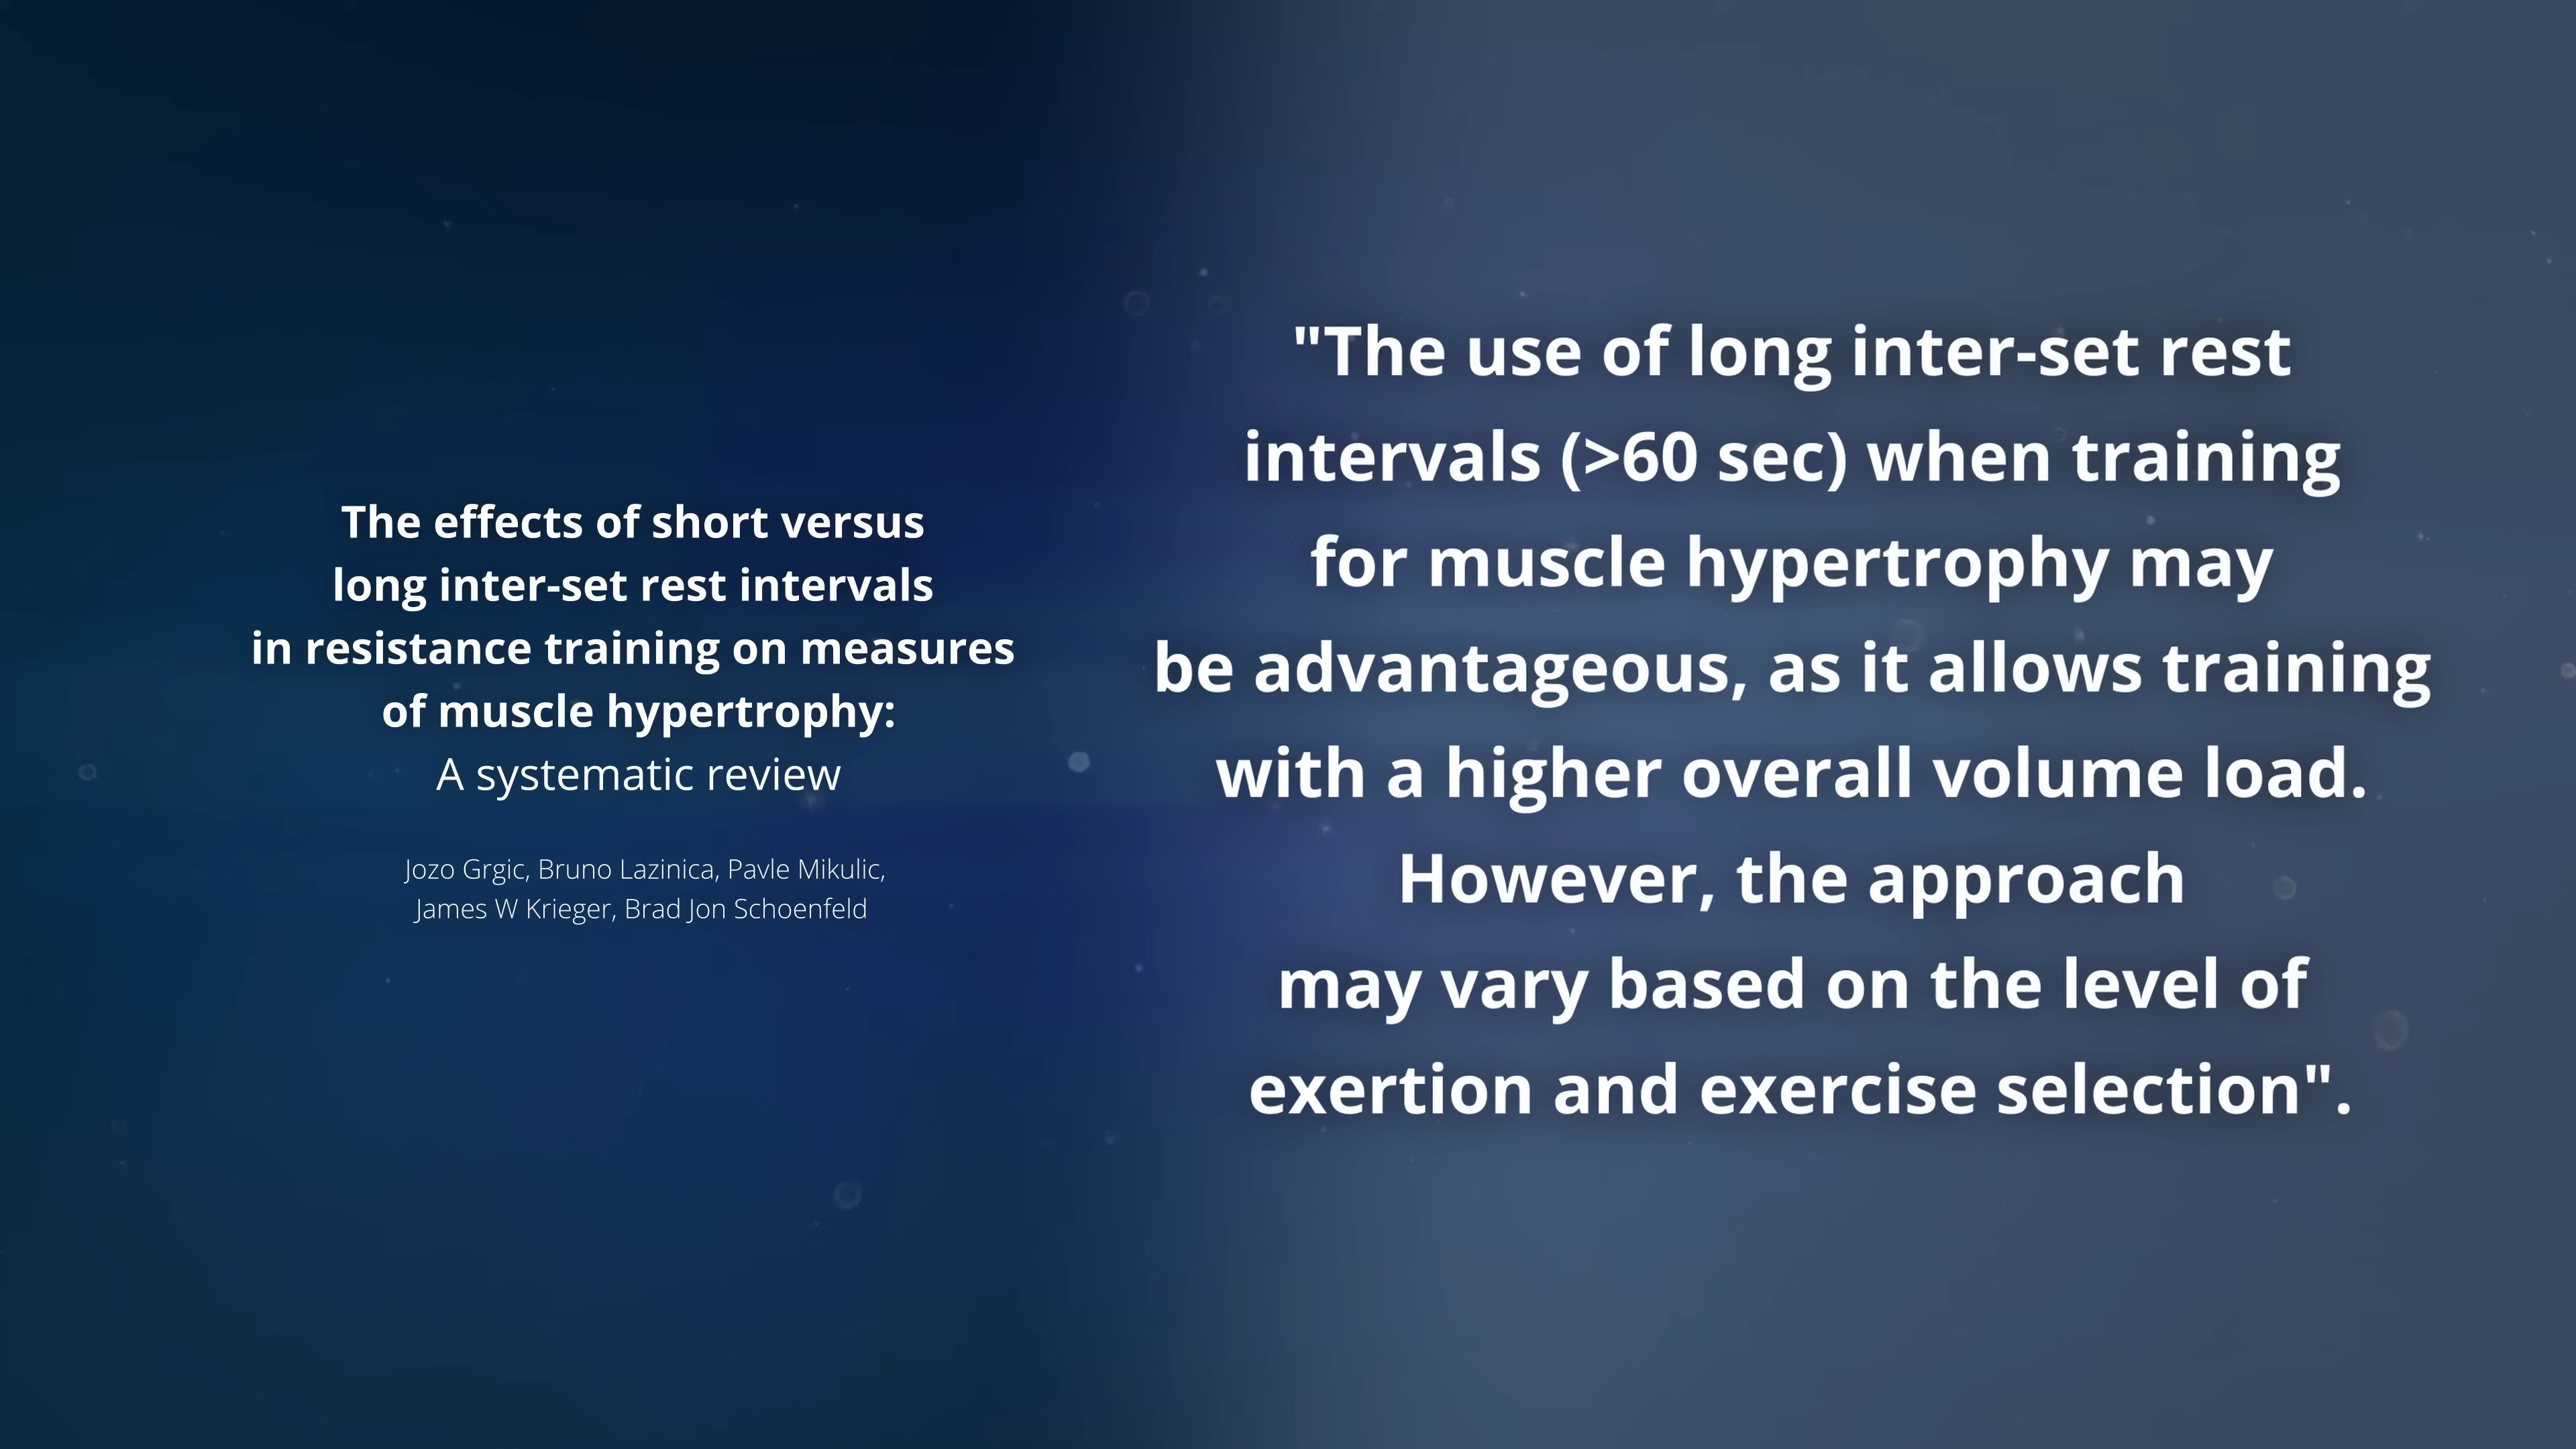 The effects of short versus
long inter-set rest intervals
in resistance training on measures
of muscle hypertrophy:
A systematic review
Jozo Grgic, Bruno Lazinica, Pavle Mikulic,
James W Krieger, Brad Jon Schoenfeld
"The use of long inter-set rest
intervals (>60 sec) when training
for muscle hypertrophy may
be advantageous, as it allows training
with a higher overall volume load.
However, the approach
may vary based on the level of
exertion and exercise selection".